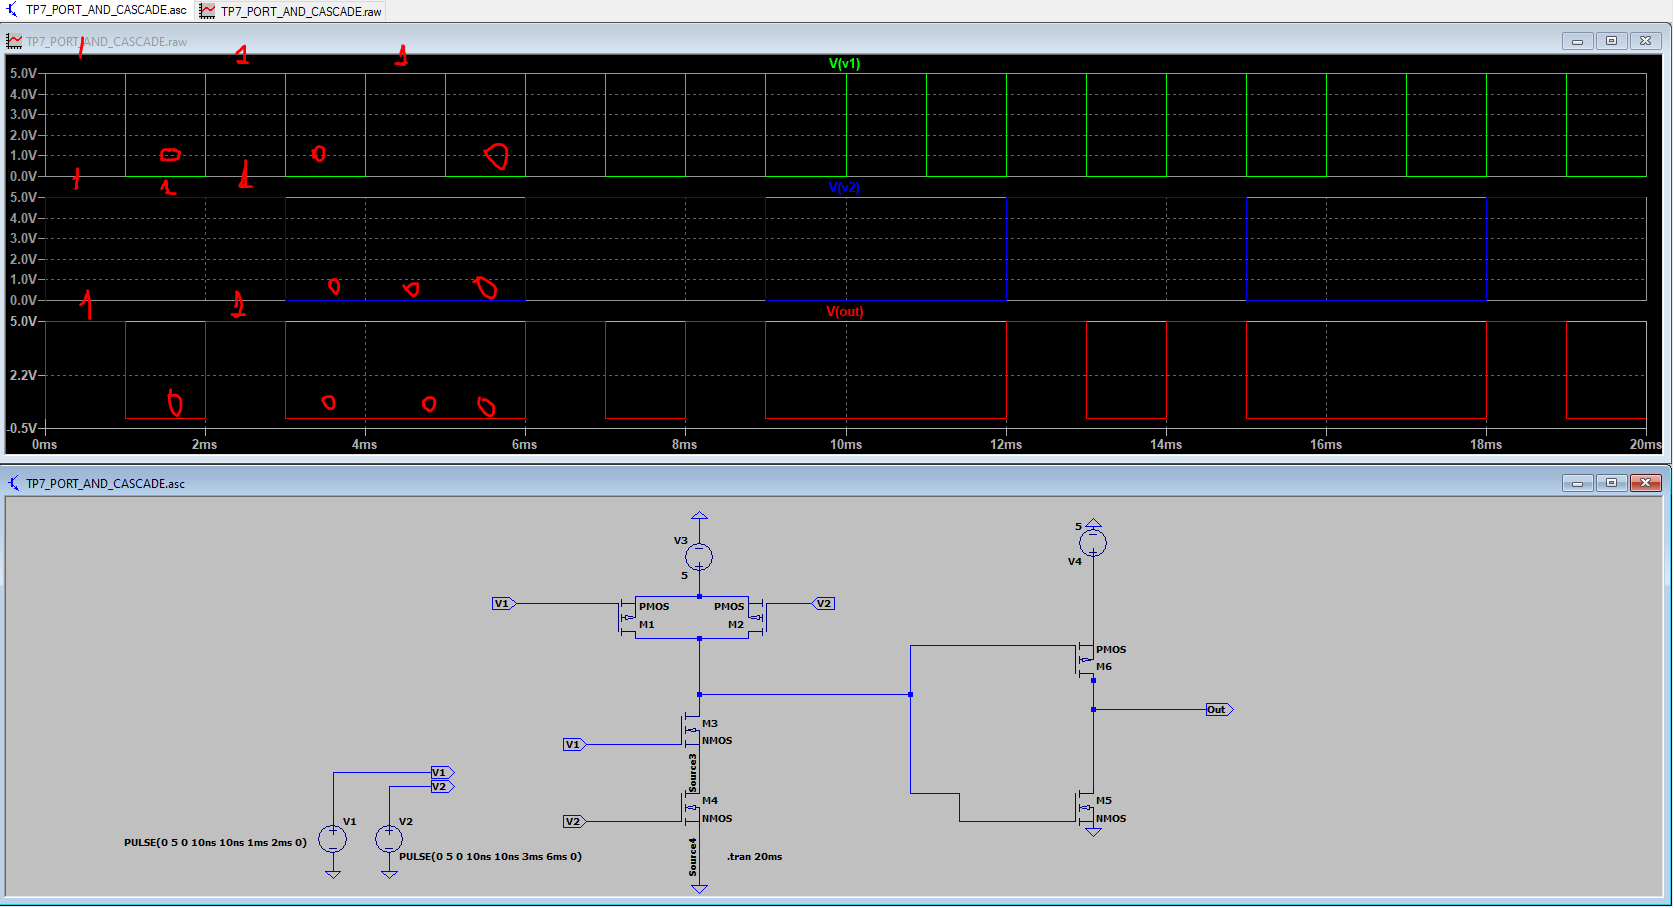 TP7_PORT_AND_CASCADE.asc TP7_PORT_AND_CASCADE.raw
TP7_PORT_AND_CASCADE.raw
1 1 1
V(v1)
5.0V
4.0V
3.0V
2.0V
1.0V
0.0V
0 0 0
1 1 1
V(v2)
5.0V
4.0V
3.0V
2.0V
1.0V
0.0V
0 0 0
1 1
V(out)
5.0V
2.2V
-0.5V
0 0 0 0
0ms 2ms 4ms 6ms 8ms 10ms 12ms 14ms 16ms 18ms 20ms
TP7_PORT_AND_CASCADE.asc
V3
5
5
V4
V1
PMOS
M1
PMOS
M2
V2
PMOS
M6
Out
V1
M3
NMOS
Source3
V2
M4
NMOS
Source4
M5
NMOS
V1
V2
V1
V2
PULSE(0 5 0 10ns 10ns 1ms 2ms 0)
PULSE(0 5 0 10ns 10ns 3ms 6ms 0)
.tran 20ms